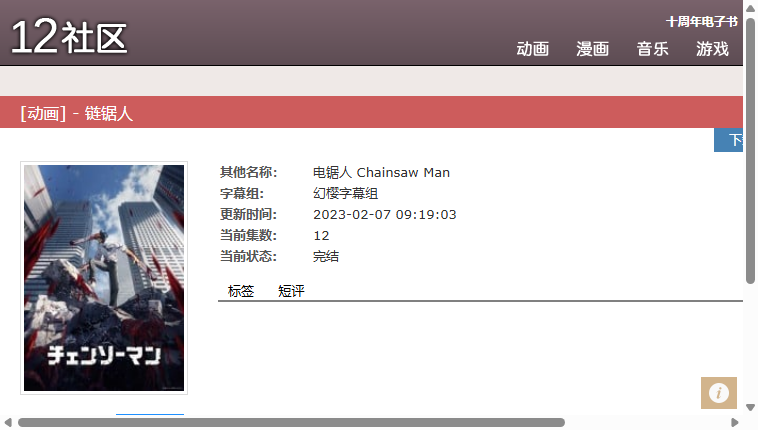 12社区
十周年电子书
动画 漫画 音乐 游戏
[动画] - 链锯人
其他名称: 电锯人 Chainsaw Man
字幕组: 幻樱字幕组
更新时间: 2023-02-07 09:19:03
当前集数: 12
当前状态: 完结
标签 短评
チェンソーマン